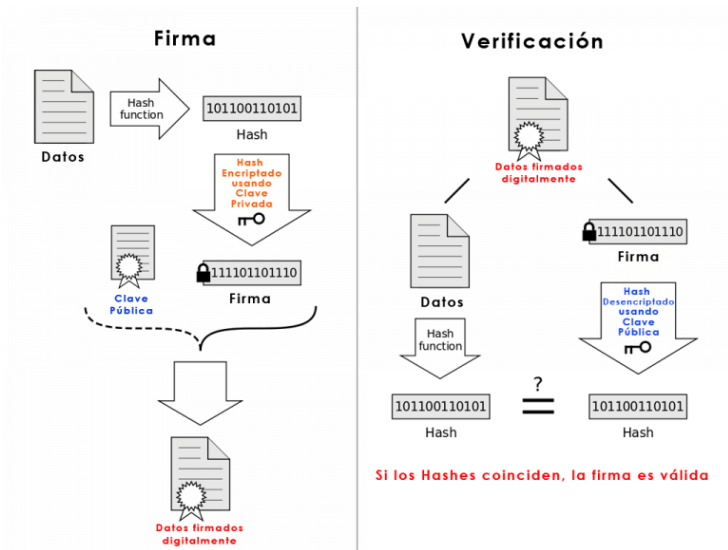 Firma
Hash
function
101100110101
Hash
Datos
Hash
Encriptado
usando
Clave
Privada
111101101110
Firma
Clave
Pública
Datos firmados
digitalmente
Verificación
Datos firmados
digitalmente
111101101110
Firma
Datos
Hash
Desencriptado
usando
Clave
Pública
Hash
function
?
101100110101
101100110101
Hash
Hash
Si los Hashes coinciden, la firma es válida